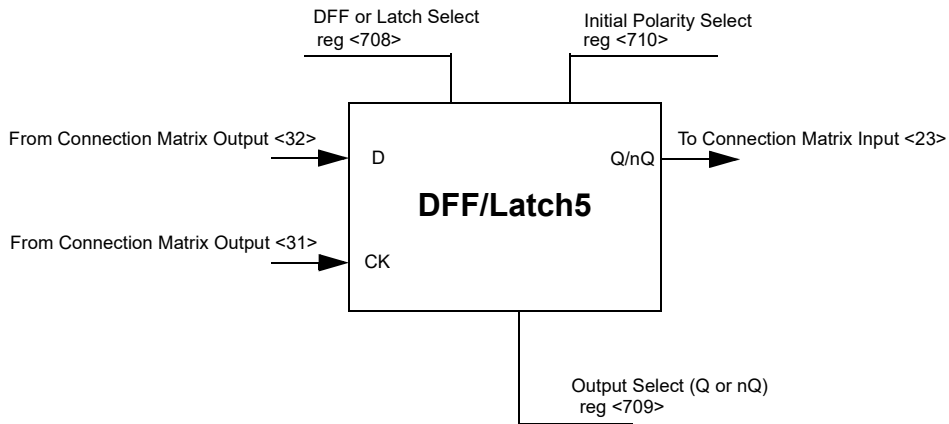 DFF or Latch Select
reg <708>
Initial Polarity Select
reg <710>
From Connection Matrix Output <32>
D
Q/nQ
To Connection Matrix Input <23>
DFF/Latch5
From Connection Matrix Output <31>
CK
Output Select (Q or nQ)
reg <709>